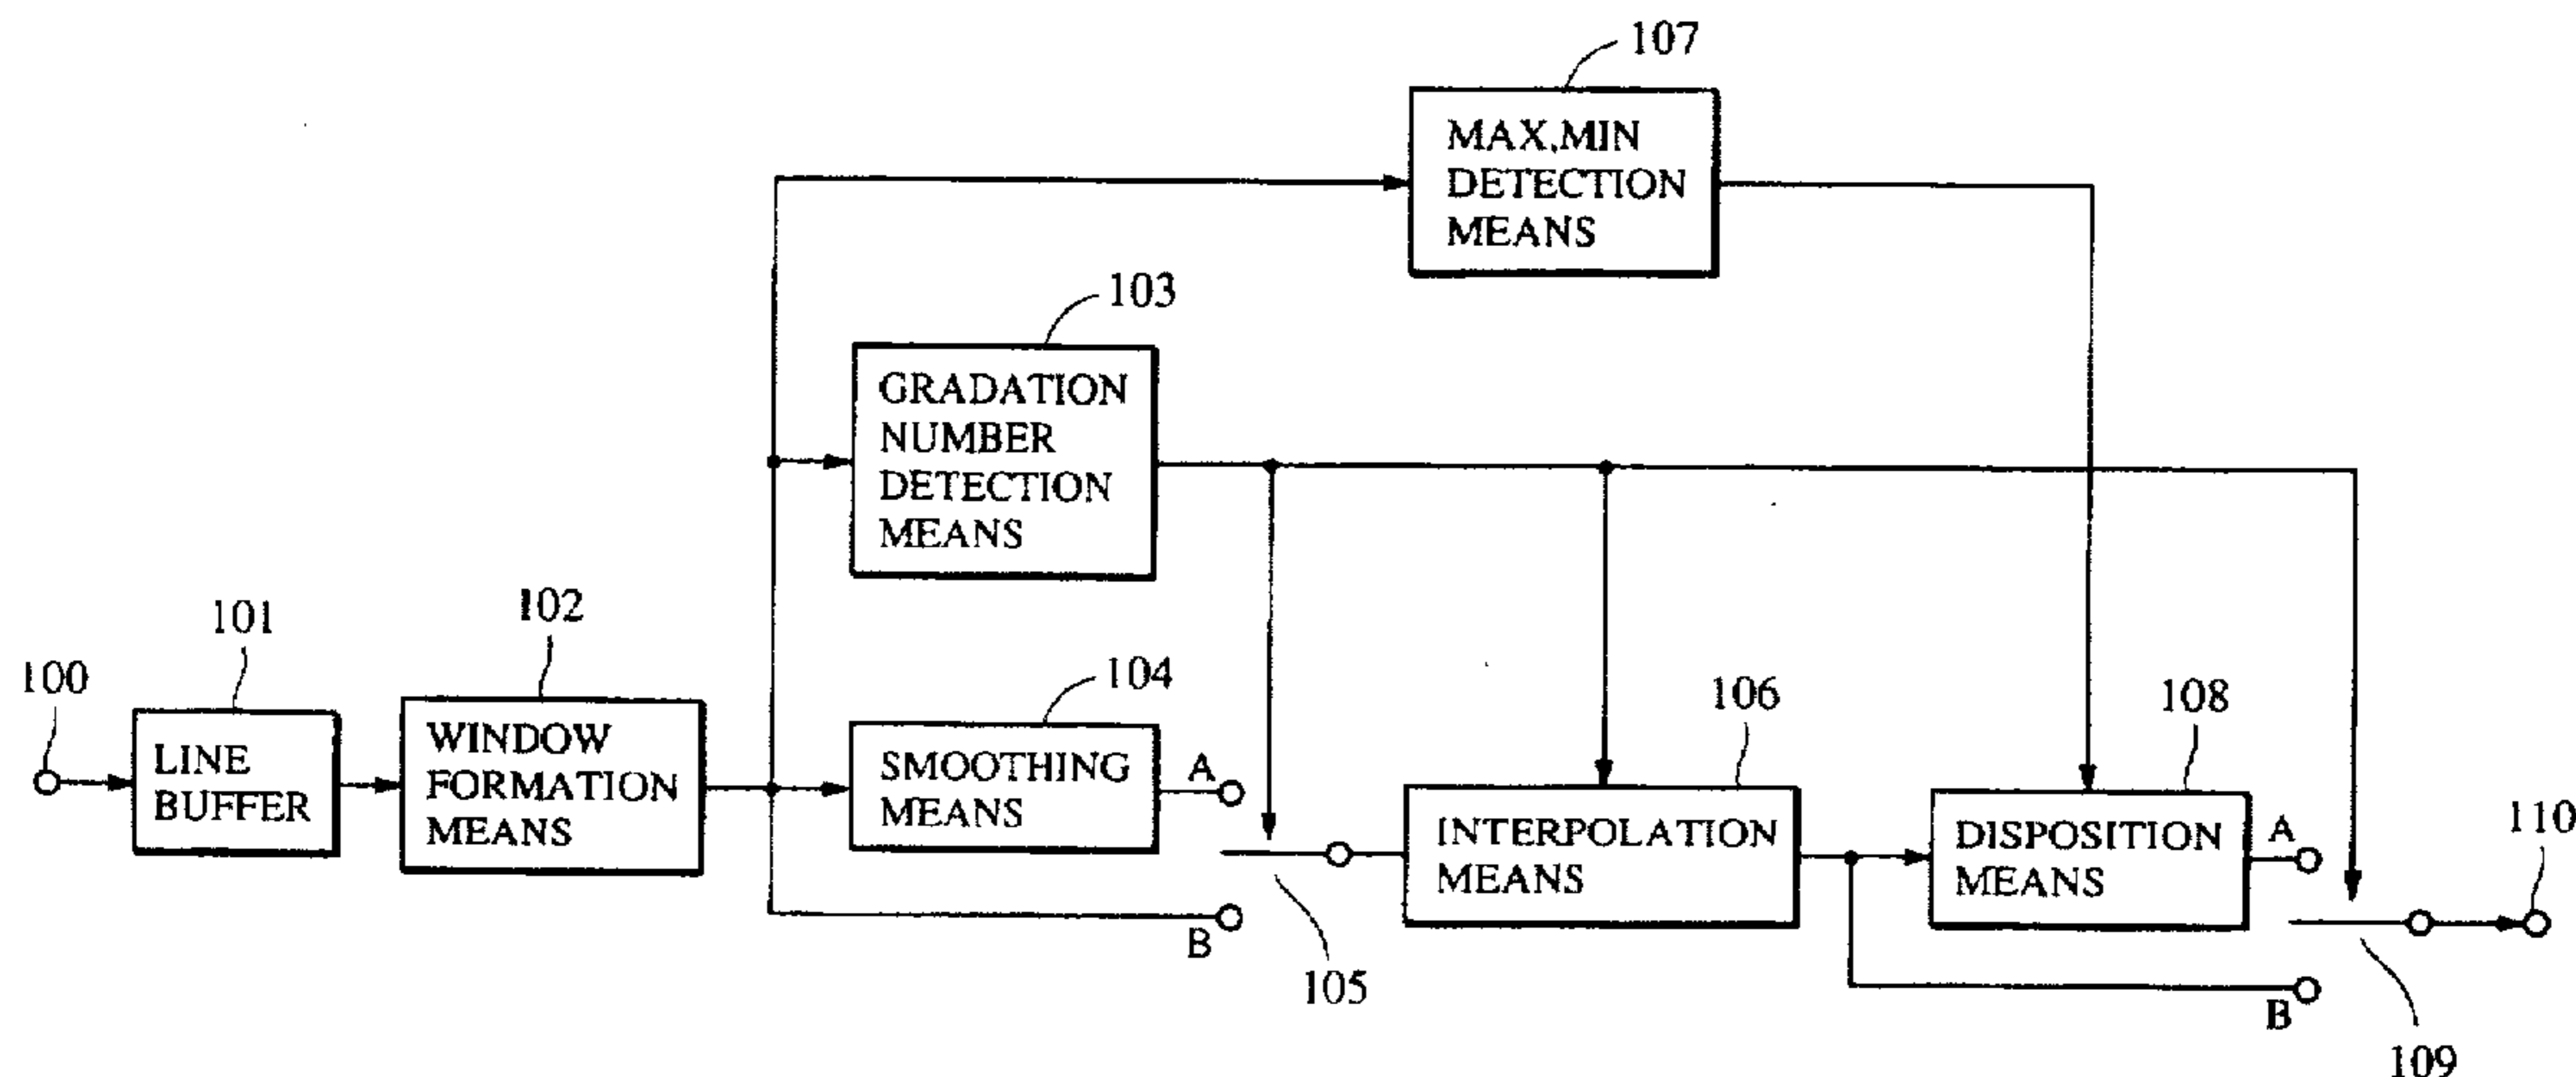 107
MAX,MIN
DETECTION
MEANS
103
GRADATION
NUMBER
DETECTION
MEANS
100
101
LINE
BUFFER
102
WINDOW
FORMATION
MEANS
104
SMOOTHING
MEANS
A
B
105
106
INTERPOLATION
MEANS
108
DISPOSITION
MEANS
A
B
109
110